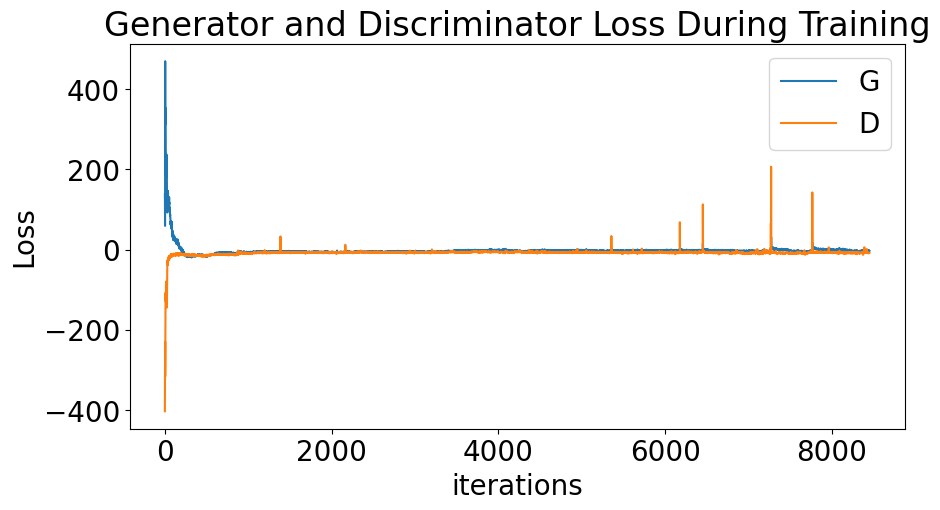 Generator and Discriminator Loss During Training
G
D
400
200
0
−200
−400
Loss
0 2000 4000 6000 8000
iterations